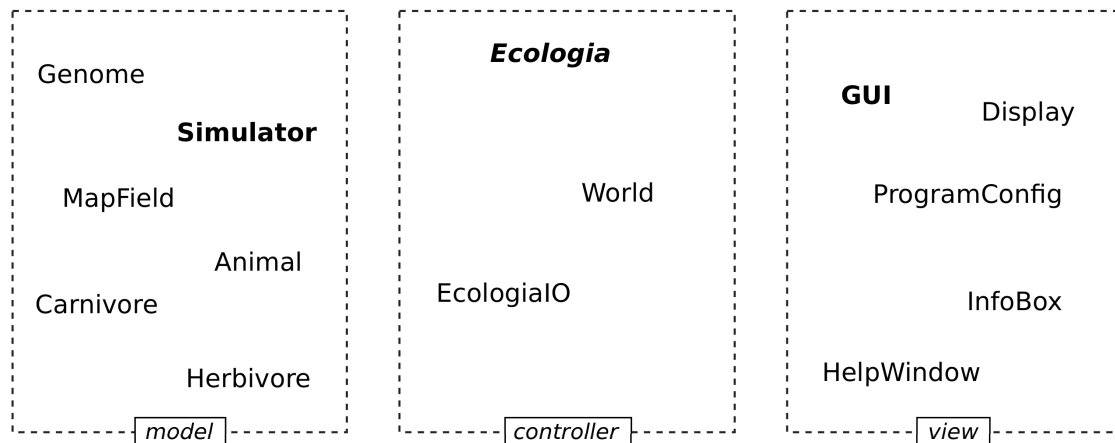 Genome
Simulator
MapField
Animal
Carnivore
Herbivore
model
Ecologia
World
EcologiaIO
controller
GUI
Display
ProgramConfig
InfoBox
HelpWindow
view